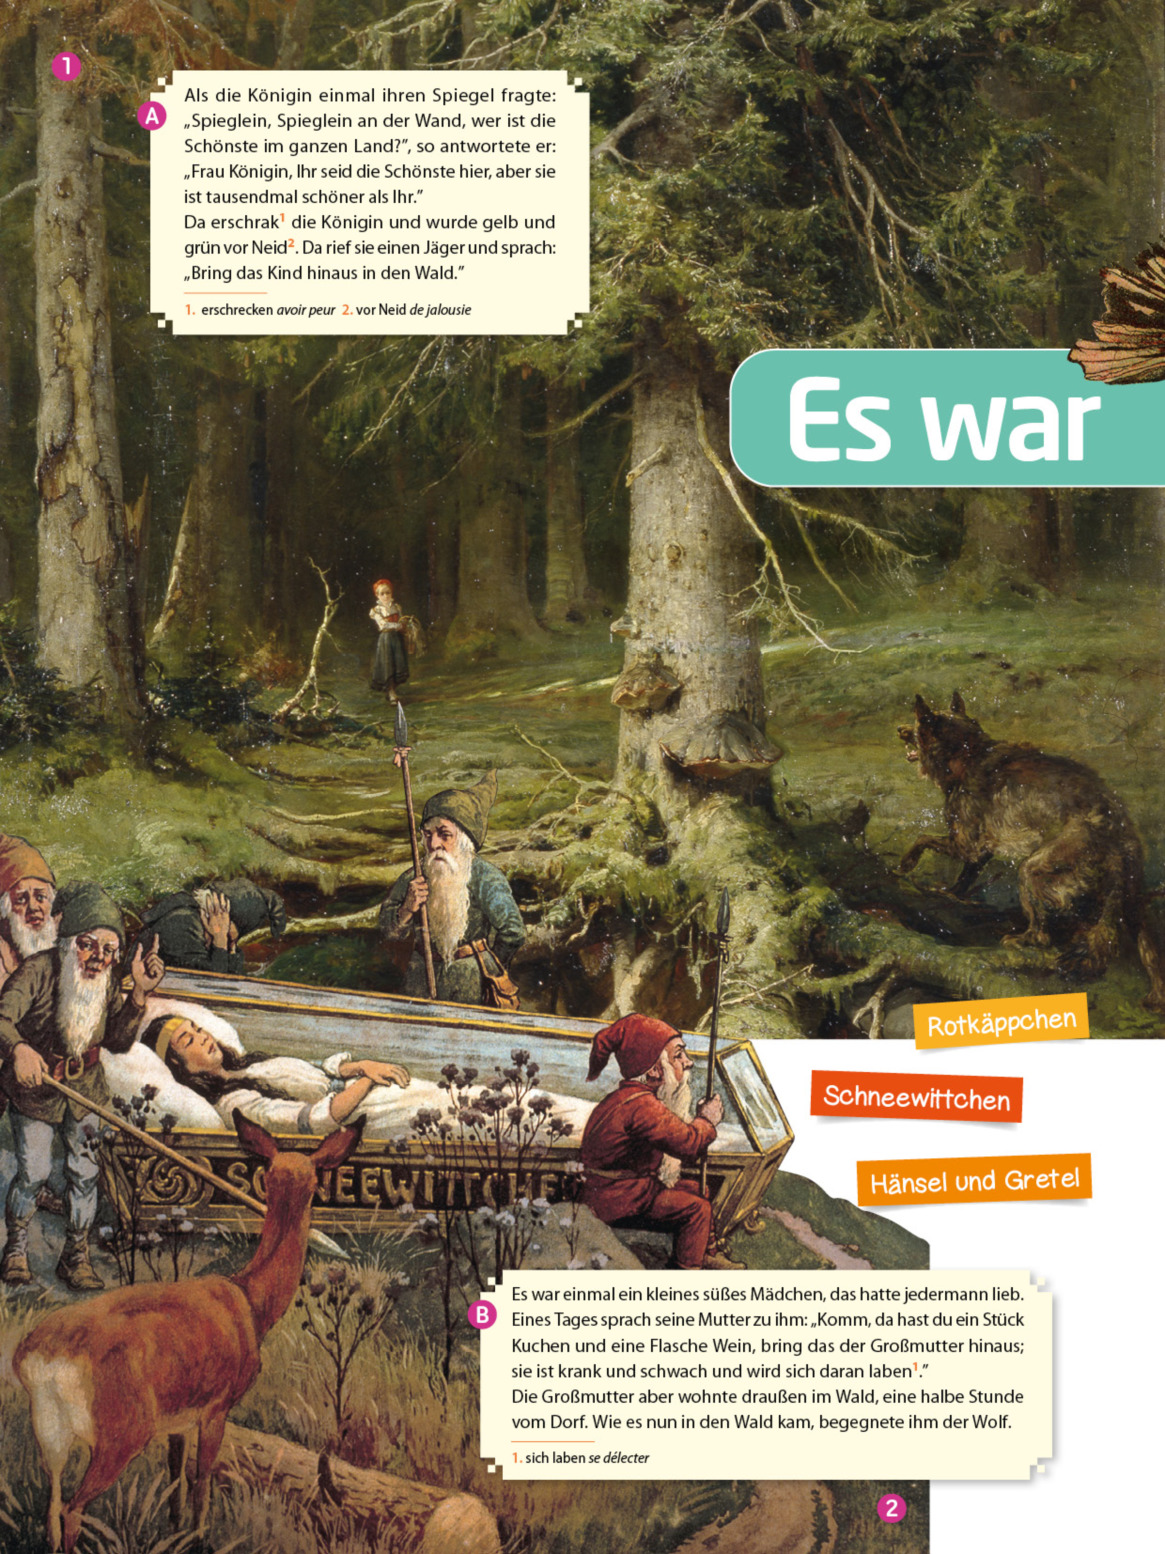 1
A
Als die Königin einmal ihren Spiegel fragte:
„Spieglein, Spieglein an der Wand, wer ist die
Schönste im ganzen Land?”, so antwortete er:
„Frau Königin, Ihr seid die Schönste hier, aber sie
ist tausendmal schöner als Ihr.”
Da erschrak¹ die Königin und wurde gelb und
grün vor Neid². Da rief sie einen Jäger und sprach:
„Bring das Kind hinaus in den Wald.”
1. erschrecken avoir peur 2. vor Neid de jalousie
Es war
Rotkäppchen
Schneewittchen
Hänsel und Gretel
SCHNEEWITTCHEN
B
Es war einmal ein kleines süßes Mädchen, das hatte jedermann lieb.
Eines Tages sprach seine Mutter zu ihm: „Komm, da hast du ein Stück
Kuchen und eine Flasche Wein, bring das der Großmutter hinaus;
sie ist krank und schwach und wird sich daran laben¹.”
Die Großmutter aber wohnte draußen im Wald, eine halbe Stunde
vom Dorf. Wie es nun in den Wald kam, begegnete ihm der Wolf.
1. sich laben se délecter
2